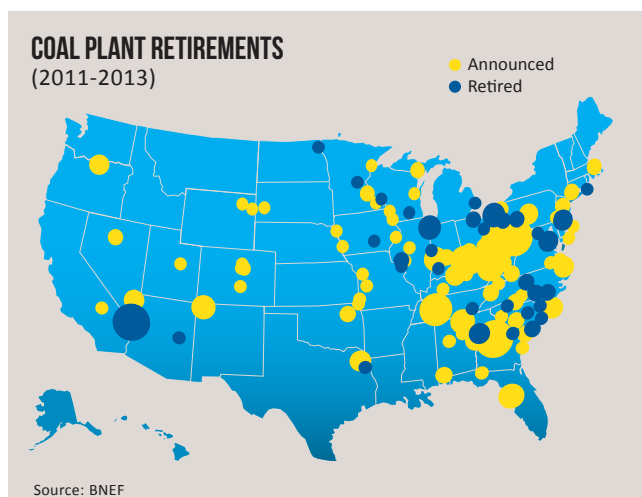 COAL PLANT RETIREMENTS
(2011-2013)
Announced
Retired
Source: BNEF